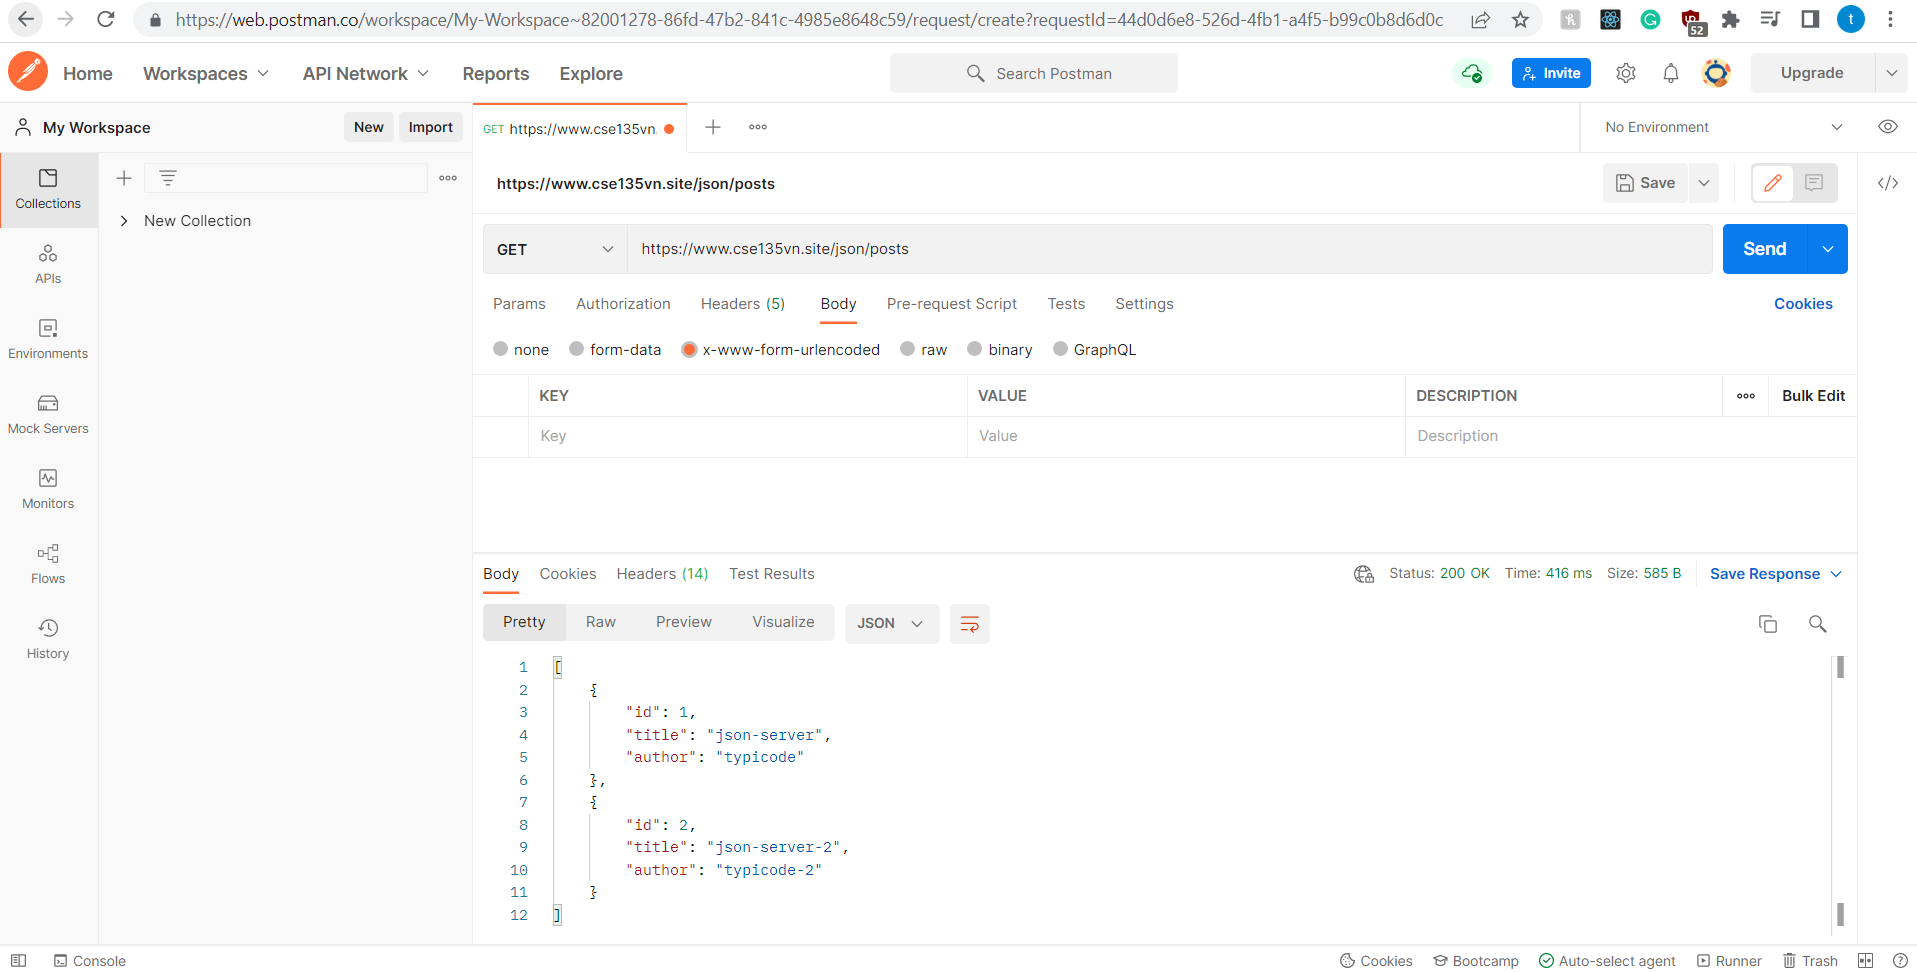 https://web.postman.co/workspace/My-Workspace~82001278-86fd-47b2-841c-4985e8648c59/request/create?requestId=44d0d6e8-526d-4fb1-a4f5-b99c0b8d6d0c 52 t
Home Workspaces API Network Reports Explore Search Postman Invite Upgrade
My Workspace New Import GET https://www.cse135vn. No Environment
Collections
APIs
Environments
Mock Servers
Monitors
Flows
History
New Collection
https://www.cse135vn.site/json/posts Save
GET https://www.cse135vn.site/json/posts Send
Params Authorization Headers (5) Body Pre-request Script Tests Settings Cookies
none form-data x-www-form-urlencoded raw binary GraphQL
KEY VALUE DESCRIPTION Bulk Edit
Key Value Description
Body Cookies Headers (14) Test Results Status: 200 OK Time: 416 ms Size: 585 B Save Response
Pretty Raw Preview Visualize JSON
1 [
2 {
3 "id": 1,
4 "title": "json-server",
5 "author": "typicode"
6 },
7 {
8 "id": 2,
9 "title": "json-server-2",
10 "author": "typicode-2"
11 }
12 ]
Console Cookies Bootcamp Auto-select agent Runner Trash